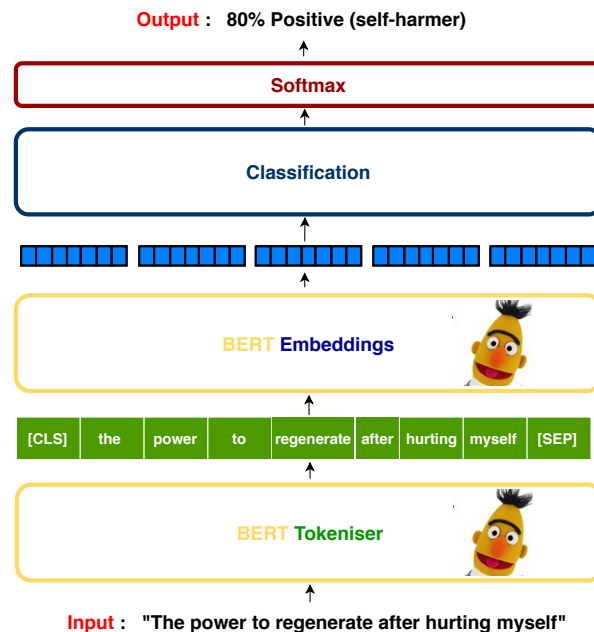 Output : 80% Positive (self-harmer)
Softmax
Classification
BERT Embeddings
[CLS] the power to regenerate after hurting myself [SEP]
BERT Tokeniser
Input : "The power to regenerate after hurting myself"